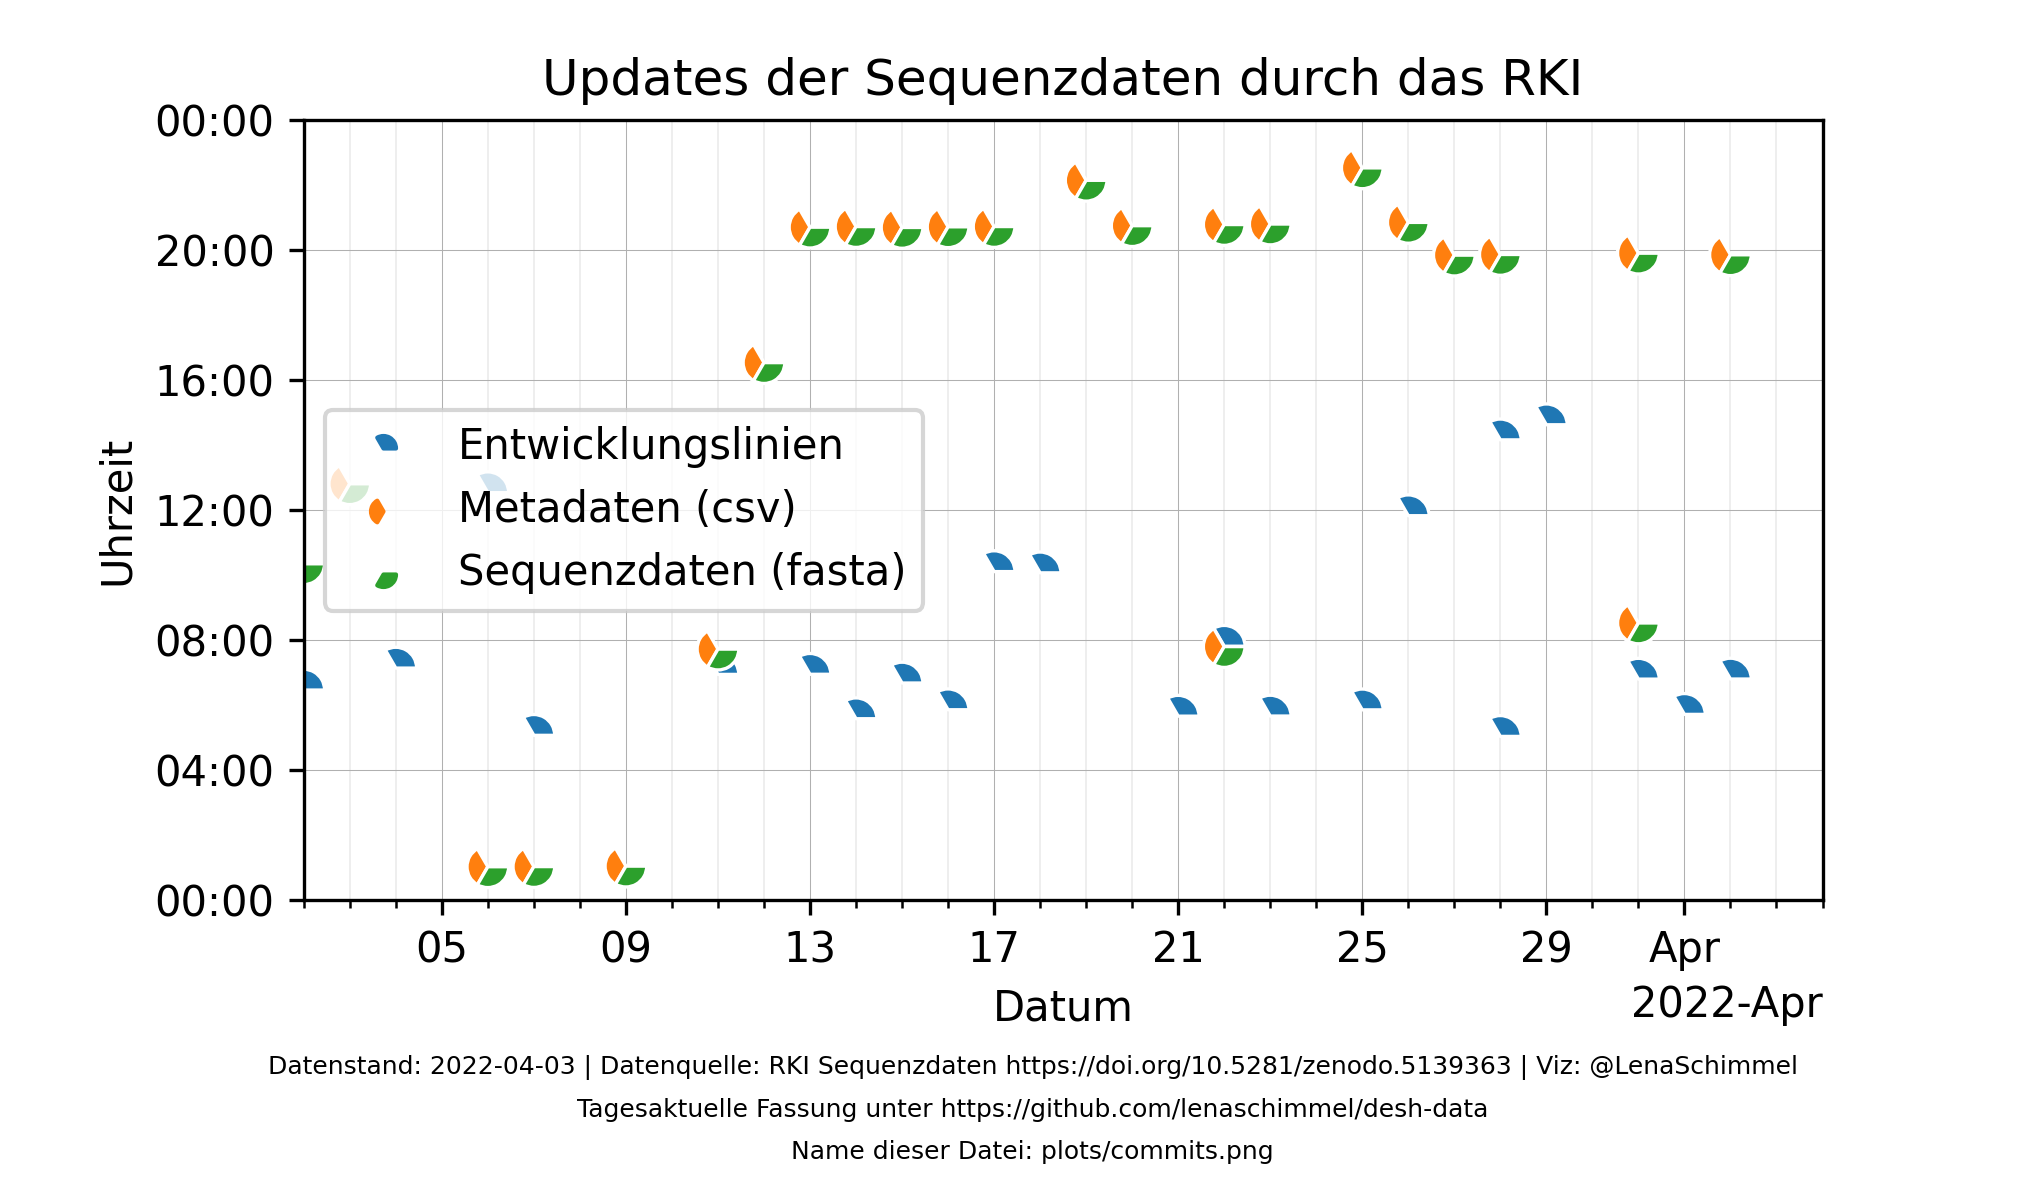 Updates der Sequenzdaten durch das RKI
00:00
20:00
16:00
12:00
08:00
04:00
00:00
Uhrzeit
Entwicklungslinien
Metadaten (csv)
Sequenzdaten (fasta)
05 09 13 17 21 25 29 Apr
Datum
2022-Apr
Datenstand: 2022-04-03 | Datenquelle: RKI Sequenzdaten https://doi.org/10.5281/zenodo.5139363 | Viz: @LenaSchimmel
Tagesaktuelle Fassung unter https://github.com/lenaschimmel/desh-data
Name dieser Datei: plots/commits.png